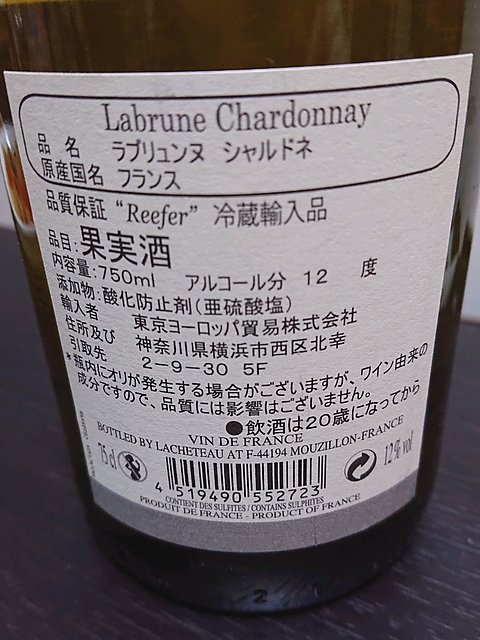 Labrune Chardonnay
品 名 ラブリュンヌ シャルドネ
原産国名 フランス
品質保証 “Reefer” 冷蔵輸入品
品目:果実酒
内容量:750ml アルコール分 12 度
添加物:酸化防止剤(亜硫酸塩)
輸入者 東京ヨーロッパ貿易株式会社
住所及び 神奈川県横浜市西区北幸
引取先 2-9-30 5F
*瓶内にオリが発生する場合がございますが、ワイン由来の
成分ですので、品質には影響はございません。
●飲酒は20歳になってから
VIN DE FRANCE
BOTTLED BY LACHETEAU AT F-44194 MOUZILLON-FRANCE
75 cl
12% vol
4 519490 552723
CONTIENT DES SULFITES / CONTAINS SULPHITES
PRODUIT DE FRANCE - PRODUCT OF FRANCE
2